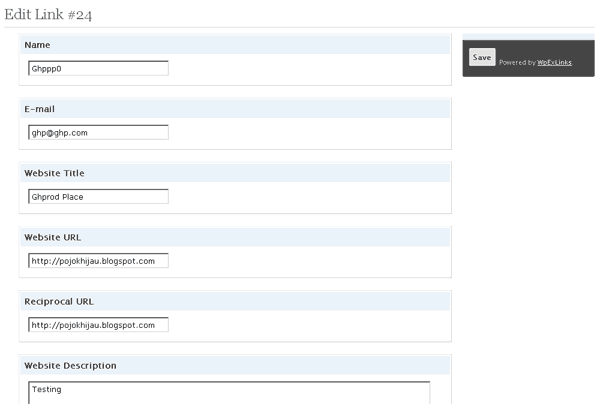 Edit Link #24
Name
Ghppp0
Save
Powered by WpExLinks
E-mail
ghp@ghp.com
Website Title
Ghprod Place
Website URL
http://pojokhijau.blogspot.com
Reciprocal URL
http://pojokhijau.blogspot.com
Website Description
Testing